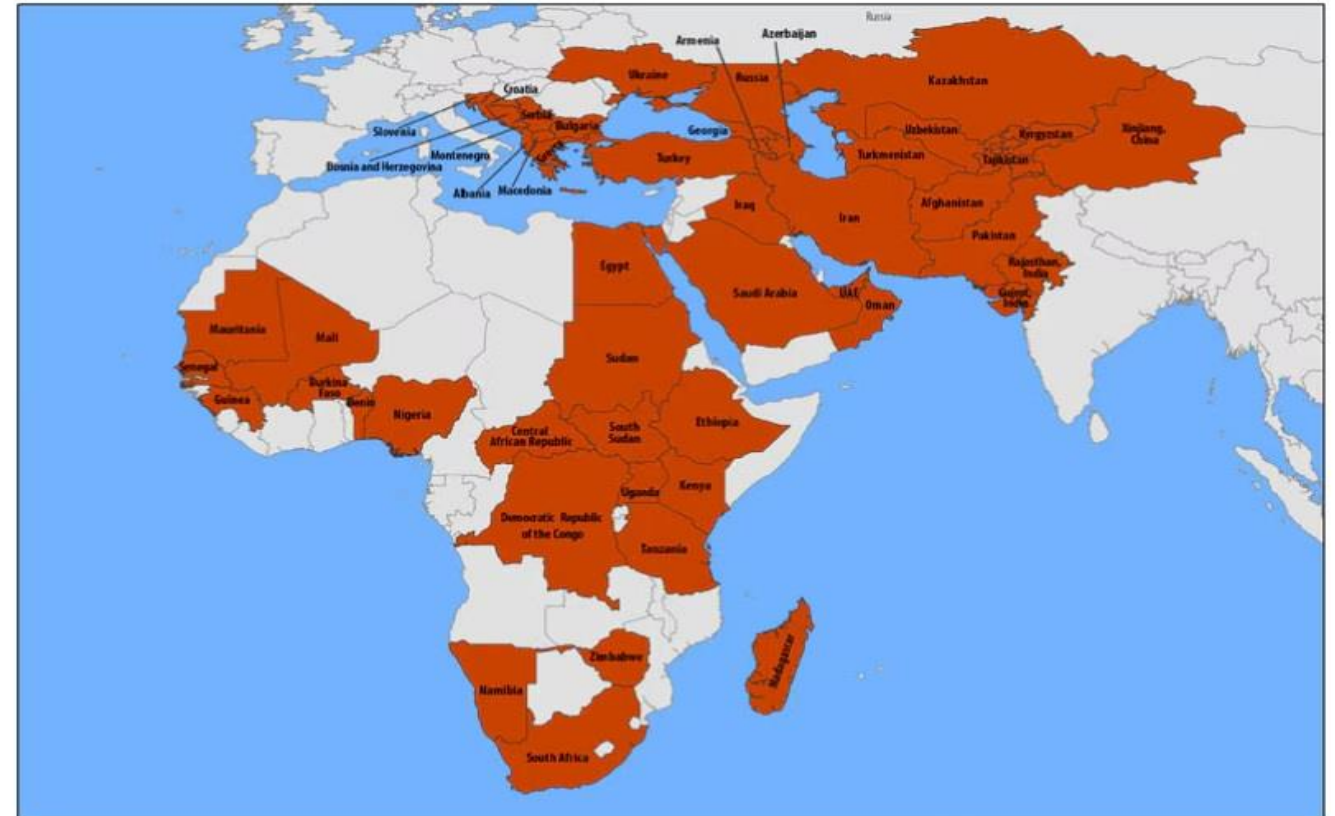 Russia
Azerbaijan
Armenia
Ukraine
Russia
Kazakhstan
Croatia
Serbia
Bulgaria
Slovenia
Georgia
Uzbekistan
Kyrgyzstan
Xinjiang,
China
Bosnia and Herzegovina
Montenegro
Turkey
Turkmenistan
Tajikistan
Albania
Macedonia
Greece
Iraq
Iran
Afghanistan
Pakistan
Egypt
Rajasthan,
India
Saudi Arabia
UAE
Oman
Gujrat,
India
Mauritania
Mali
Sudan
Senegal
Burkina
Faso
Guinea
Benin
Nigeria
Central
African Republic
South
Sudan
Ethiopia
Uganda
Kenya
Democratic Republic
of the Congo
Tanzania
Zimbabwe
Madagascar
Namibia
South Africa